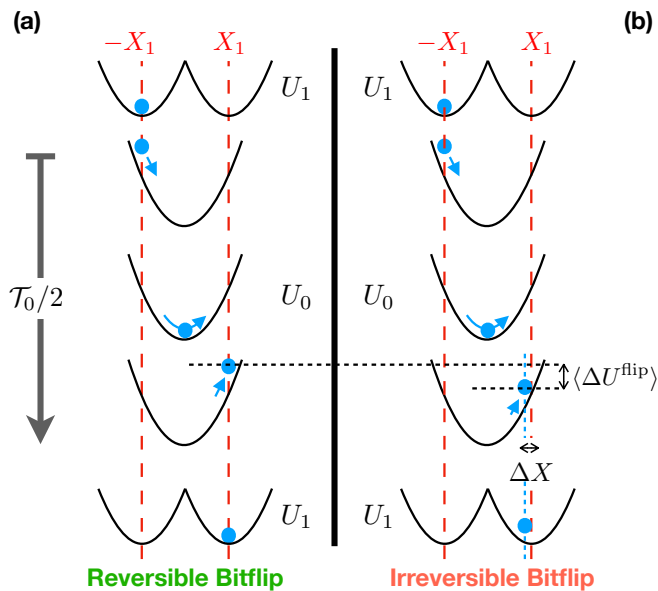 (a)
(b)
−X₁ X₁
−X₁ X₁
U₁
U₁
𝒯₀/2
U₀
U₀
⟨ΔU^flip⟩
ΔX
U₁
U₁
Reversible Bitflip
Irreversible Bitflip